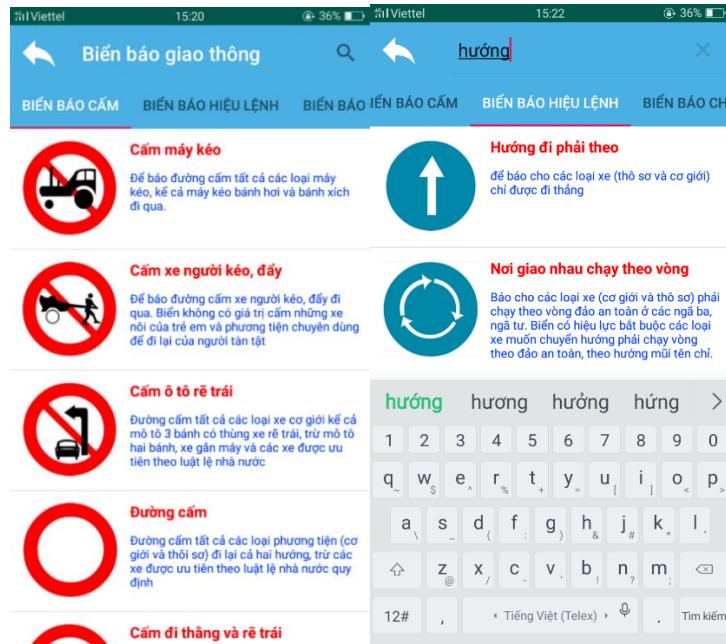 Viettel 15:20 36%
Biển báo giao thông
BIỂN BÁO CẤM BIỂN BÁO HIỆU LỆNH BIỂN BÁO
Cấm máy kéo
Để báo đường cấm tất cả các loại máy
kéo, kể cả máy kéo bánh hơi và bánh xích
đi qua.
Cấm xe người kéo, đẩy
Để báo đường cấm xe người kéo, đẩy đi
qua. Biển không có giá trị cấm những xe
nôi của trẻ em và phương tiện chuyên dùng
để đi lại của người tàn tật
Cấm ô tô rẽ trái
Đường cấm tất cả các loại xe cơ giới kể cả
mô tô 3 bánh có thùng xe rẽ trái, trừ mô tô
hai bánh, xe gắn máy và các xe được ưu
tiên theo luật lệ nhà nước
Đường cấm
Đường cấm tất cả các loại phương tiện (cơ
giới và thôi sơ) đi lại cả hai hướng, trừ các
xe được ưu tiên theo luật lệ nhà nước quy
định
Cấm đi thẳng và rẽ trái
Viettel 15:22 36%
hướng
IỂN BÁO CẤM BIỂN BÁO HIỆU LỆNH BIỂN BÁO CH
Hướng đi phải theo
để báo cho các loại xe (thô sơ và cơ giới)
chỉ được đi thẳng
Nơi giao nhau chạy theo vòng
Báo cho các loại xe (cơ giới và thô sơ) phải
chạy theo vòng đảo an toàn ở các ngã ba,
ngã tư. Biển có hiệu lực bắt buộc các loại
xe muốn chuyển hướng phải chạy vòng
theo đảo an toàn, theo hướng mũi tên chỉ.
hướng hương hưởng hứng
1 2 3 4 5 6 7 8 9 0
q w e r t y u i o p
~ $ ^ % + = [ ] < >
a s d f g h j k l
\ _ ( : ) & # * "
z x c v b n m
@ / - ' ! ? ;
12# , Tiếng Việt (Telex) . Tìm kiếm